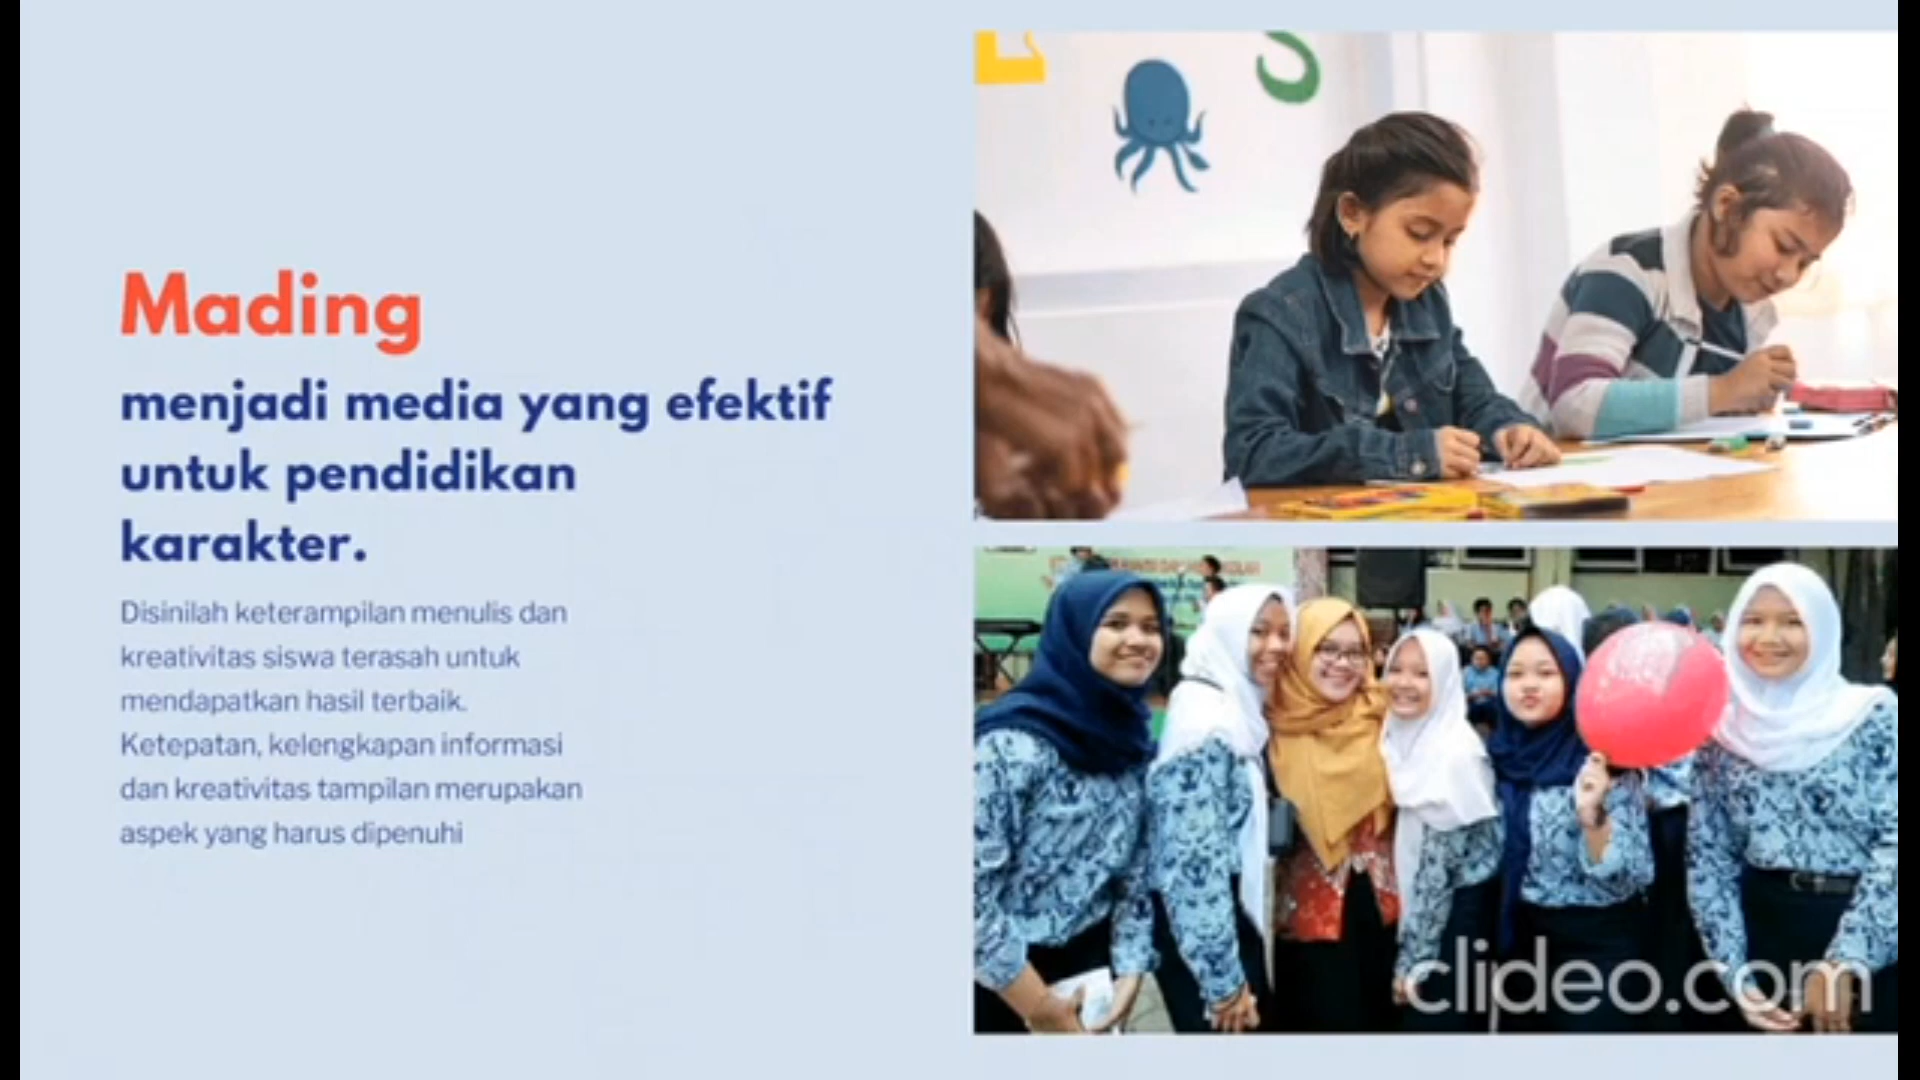 Mading
menjadi media yang efektif
untuk pendidikan
karakter.
Disinilah keterampilan menulis dan
kreativitas siswa terasah untuk
mendapatkan hasil terbaik.
Ketepatan, kelengkapan informasi
dan kreativitas tampilan merupakan
aspek yang harus dipenuhi
clideo.com